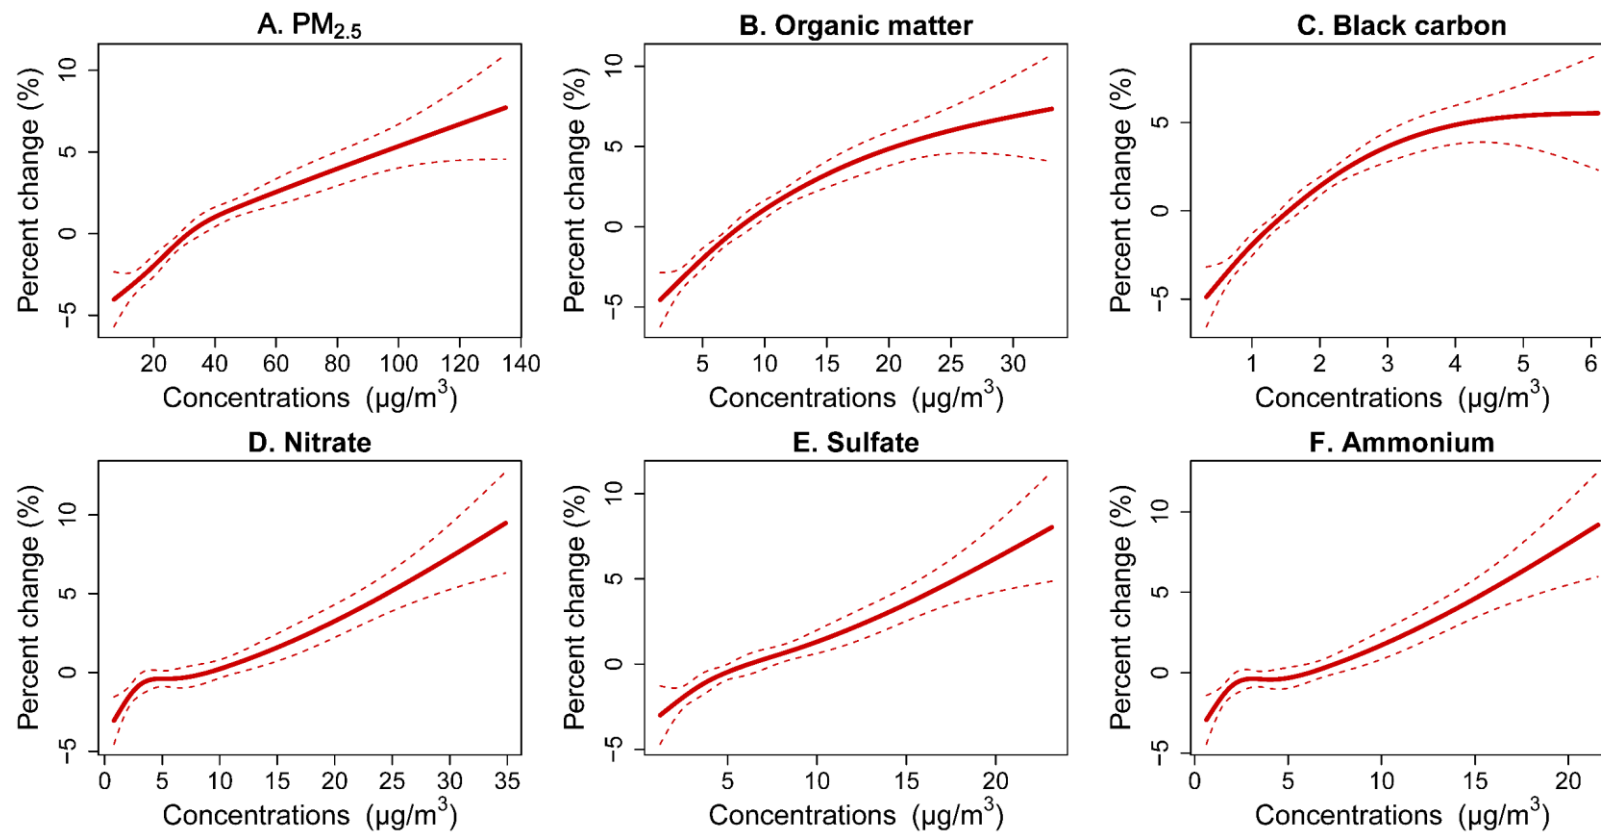 A. PM2.5
B. Organic matter
C. Black carbon
Percent change (%)
10
5
0
−5
20 40 60 80 100 120 140
Concentrations (µg/m³)
Percent change (%)
10
5
0
−5
5 10 15 20 25 30
Concentrations (µg/m³)
Percent change (%)
5
0
−5
1 2 3 4 5 6
Concentrations (µg/m³)
D. Nitrate
E. Sulfate
F. Ammonium
Percent change (%)
10
5
0
−5
0 5 10 15 20 25 30 35
Concentrations (µg/m³)
Percent change (%)
10
5
0
−5
5 10 15 20
Concentrations (µg/m³)
Percent change (%)
10
5
0
−5
0 5 10 15 20
Concentrations (µg/m³)